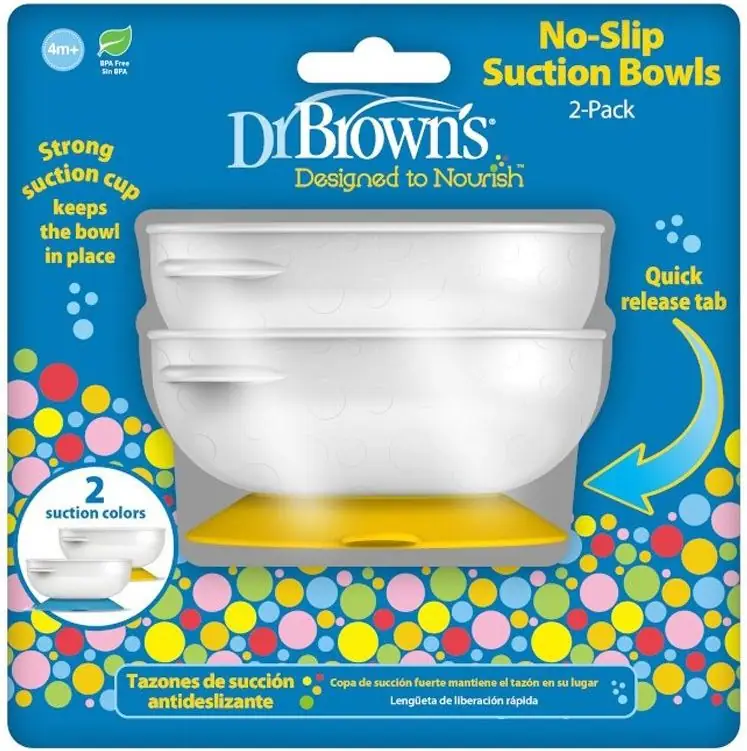 4m+
BPA Free
Sin BPA
No-Slip
Suction Bowls
2-Pack
DrBrown's®
Designed to Nourish™
Strong
suction cup
keeps
the bowl
in place
Quick
release tab
2
suction colors
Tazones de succión
antideslizante
Copa de succión fuerte mantiene el tazón en su lugar
Lengüeta de liberación rápida